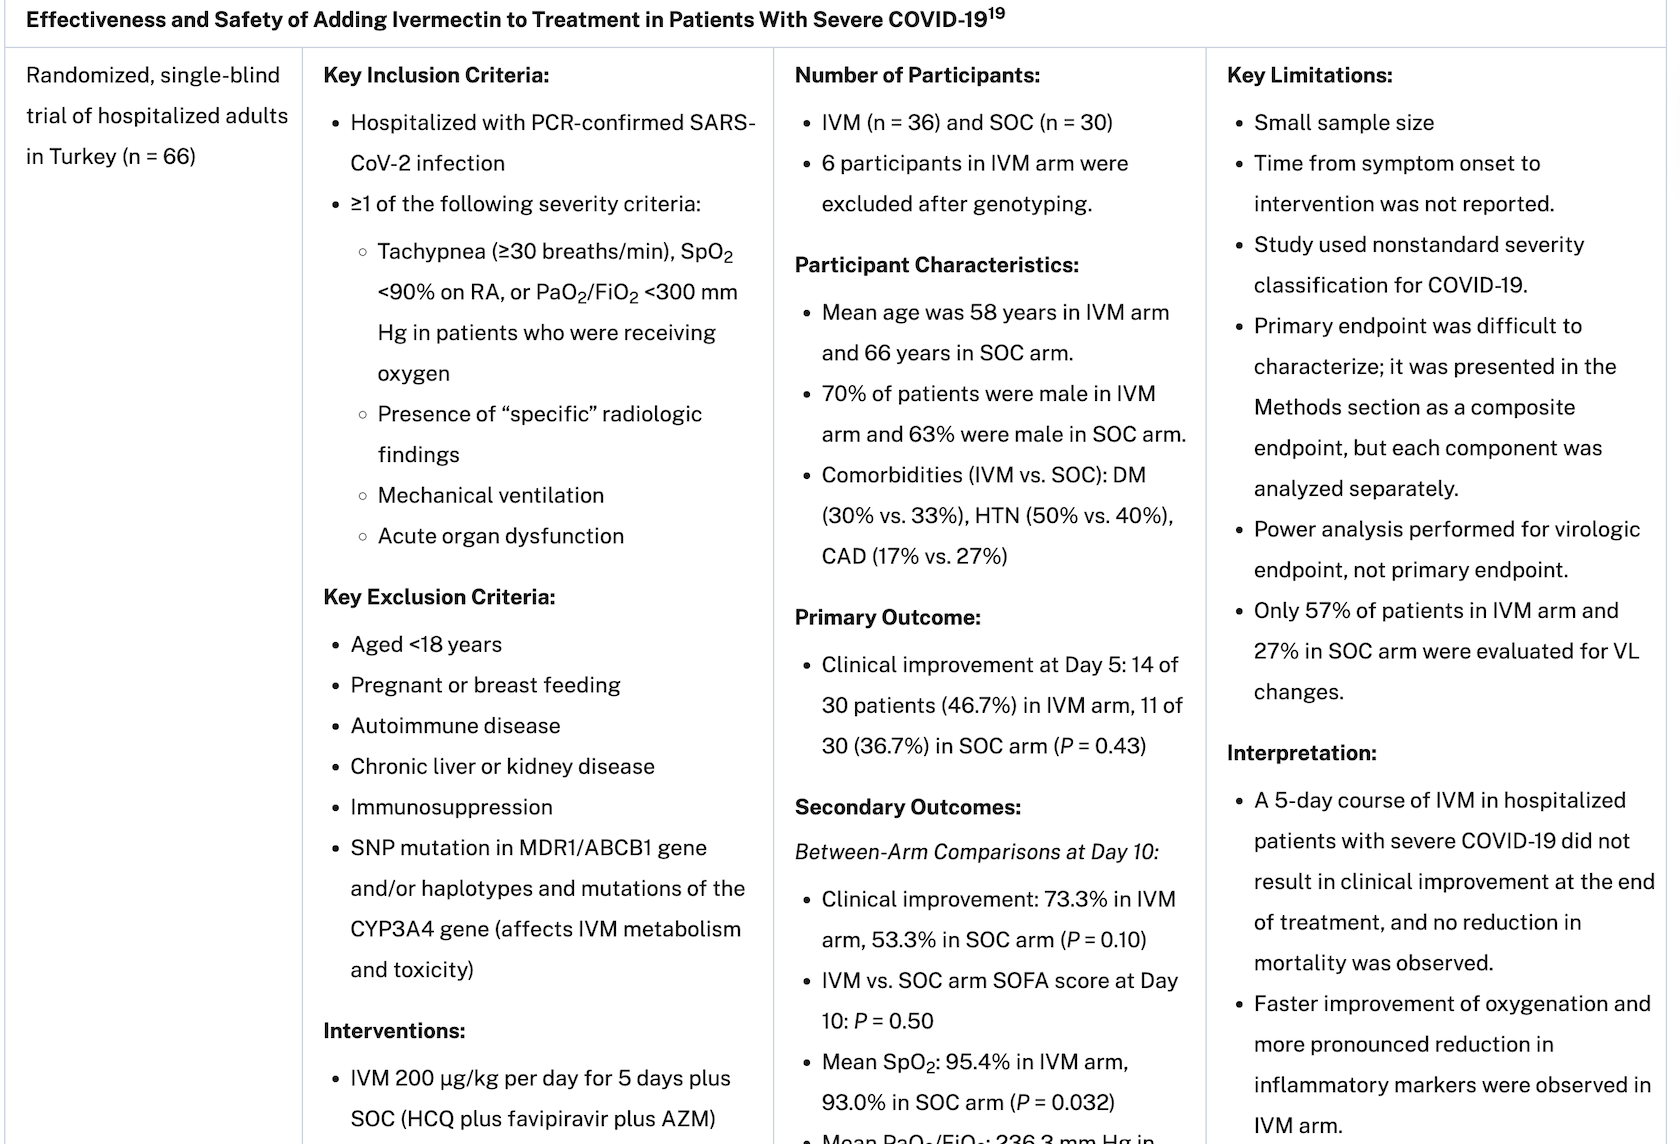 Effectiveness and Safety of Adding Ivermectin to Treatment in Patients With Severe COVID-19¹⁹
Randomized, single-blind
trial of hospitalized adults
in Turkey (n = 66)
Key Inclusion Criteria:
• Hospitalized with PCR-confirmed SARS-
CoV-2 infection
• ≥1 of the following severity criteria:
◦ Tachypnea (≥30 breaths/min), SpO₂
<90% on RA, or PaO₂/FiO₂ <300 mm
Hg in patients who were receiving
oxygen
◦ Presence of “specific” radiologic
findings
◦ Mechanical ventilation
◦ Acute organ dysfunction
Key Exclusion Criteria:
• Aged <18 years
• Pregnant or breast feeding
• Autoimmune disease
• Chronic liver or kidney disease
• Immunosuppression
• SNP mutation in MDR1/ABCB1 gene
and/or haplotypes and mutations of the
CYP3A4 gene (affects IVM metabolism
and toxicity)
Interventions:
• IVM 200 µg/kg per day for 5 days plus
SOC (HCQ plus favipiravir plus AZM)
Number of Participants:
• IVM (n = 36) and SOC (n = 30)
• 6 participants in IVM arm were
excluded after genotyping.
Participant Characteristics:
• Mean age was 58 years in IVM arm
and 66 years in SOC arm.
• 70% of patients were male in IVM
arm and 63% were male in SOC arm.
• Comorbidities (IVM vs. SOC): DM
(30% vs. 33%), HTN (50% vs. 40%),
CAD (17% vs. 27%)
Primary Outcome:
• Clinical improvement at Day 5: 14 of
30 patients (46.7%) in IVM arm, 11 of
30 (36.7%) in SOC arm (P = 0.43)
Secondary Outcomes:
Between-Arm Comparisons at Day 10:
• Clinical improvement: 73.3% in IVM
arm, 53.3% in SOC arm (P = 0.10)
• IVM vs. SOC arm SOFA score at Day
10: P = 0.50
• Mean SpO₂: 95.4% in IVM arm,
93.0% in SOC arm (P = 0.032)
• Mean PaO₂/FiO₂: 236.3 mm Hg in
Key Limitations:
• Small sample size
• Time from symptom onset to
intervention was not reported.
• Study used nonstandard severity
classification for COVID-19.
• Primary endpoint was difficult to
characterize; it was presented in the
Methods section as a composite
endpoint, but each component was
analyzed separately.
• Power analysis performed for virologic
endpoint, not primary endpoint.
• Only 57% of patients in IVM arm and
27% in SOC arm were evaluated for VL
changes.
Interpretation:
• A 5-day course of IVM in hospitalized
patients with severe COVID-19 did not
result in clinical improvement at the end
of treatment, and no reduction in
mortality was observed.
• Faster improvement of oxygenation and
more pronounced reduction in
inflammatory markers were observed in
IVM arm.